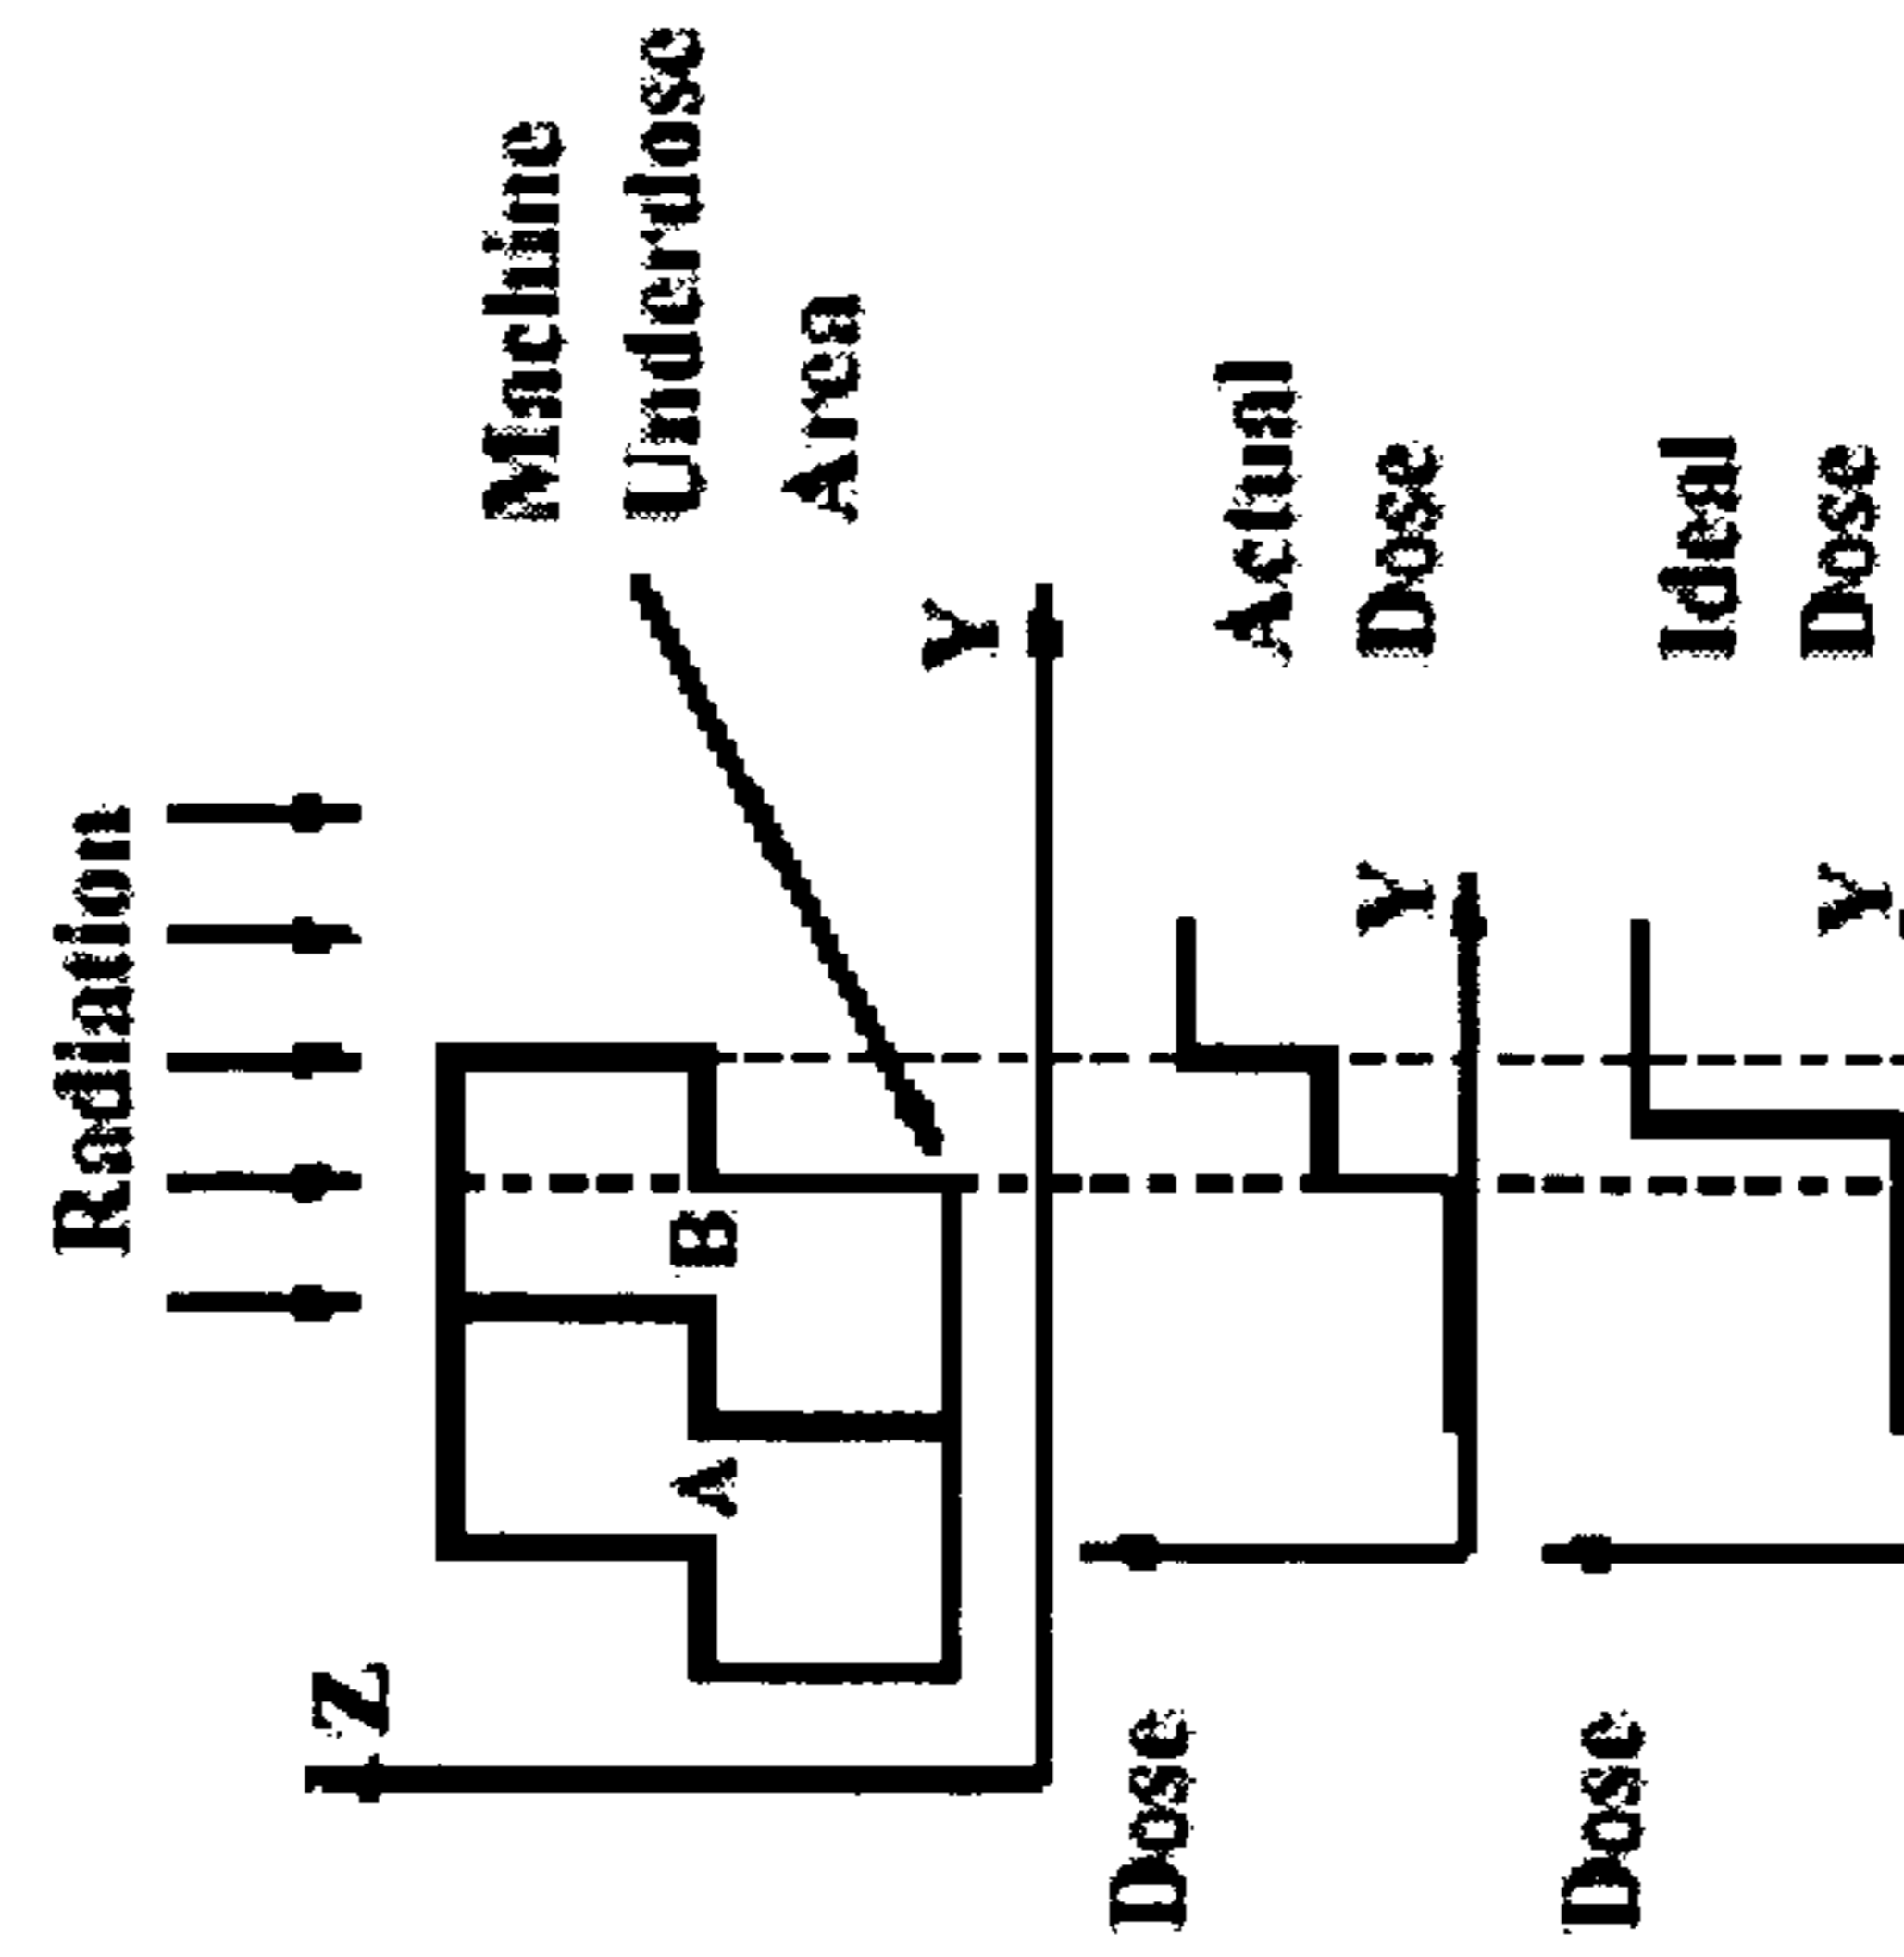 Radiation
Z
Machine
Underdose
Area
A
B
y
Dose
y
Actual
Dose
Dose
y
Ideal
Dose